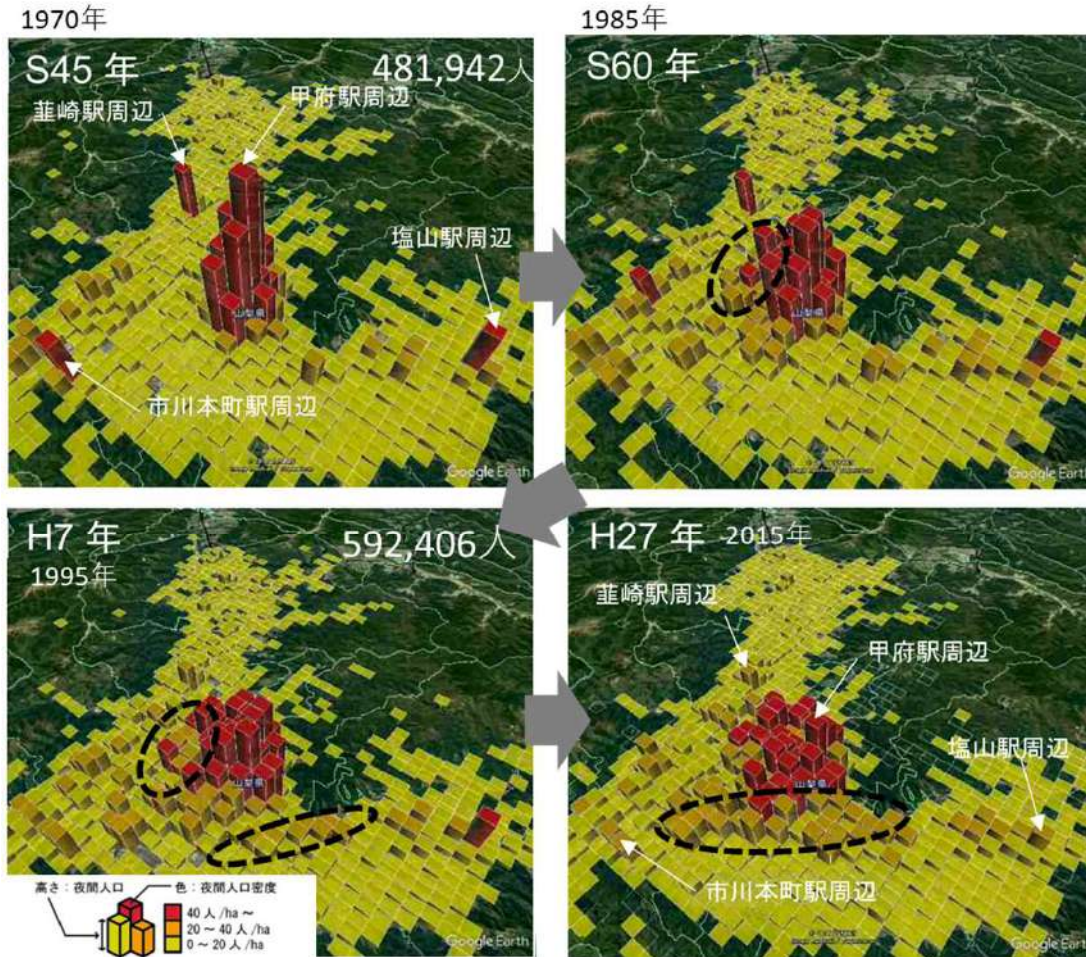 1970年
S45 年
481,942人
韮崎駅周辺
甲府駅周辺
塩山駅周辺
山梨県
市川本町駅周辺
Google Earth
1985年
S60 年
山梨県
Google Earth
H7 年
592,406人
1995年
山梨県
Google Earth
高さ:夜間人口
色:夜間人口密度
40 人/ha ~
20 ~ 40 人/ha
0 ~ 20 人/ha
H27 年
2015年
韮崎駅周辺
甲府駅周辺
塩山駅周辺
山梨県
市川本町駅周辺
Google Earth